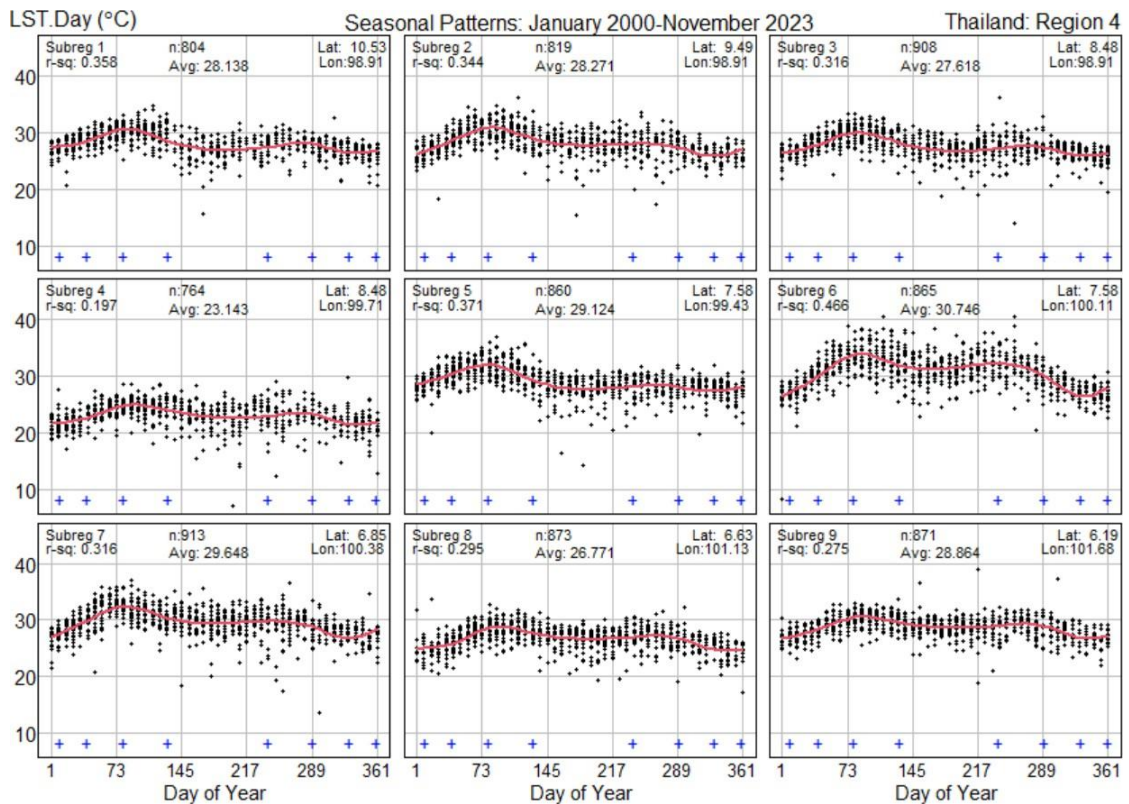 LST.Day (°C) Seasonal Patterns: January 2000-November 2023 Thailand: Region 4
Subreg 1 n:804 Lat: 10.53
r-sq: 0.358 Avg: 28.138 Lon:98.91
Subreg 2 n:819 Lat: 9.49
r-sq: 0.344 Avg: 28.271 Lon:98.91
Subreg 3 n:908 Lat: 8.48
r-sq: 0.316 Avg: 27.618 Lon:98.91
40
30
20
10
Subreg 4 n:764 Lat: 8.48
r-sq: 0.197 Avg: 23.143 Lon:99.71
Subreg 5 n:860 Lat: 7.58
r-sq: 0.371 Avg: 29.124 Lon:99.43
Subreg 6 n:865 Lat: 7.58
r-sq: 0.466 Avg: 30.746 Lon:100.11
40
30
20
10
Subreg 7 n:913 Lat: 6.85
r-sq: 0.316 Avg: 29.648 Lon:100.38
Subreg 8 n:873 Lat: 6.63
r-sq: 0.295 Avg: 26.771 Lon:101.13
Subreg 9 n:871 Lat: 6.19
r-sq: 0.275 Avg: 28.864 Lon:101.68
40
30
20
10
1 73 145 217 289 361 1 73 145 217 289 361 1 73 145 217 289 361
Day of Year Day of Year Day of Year